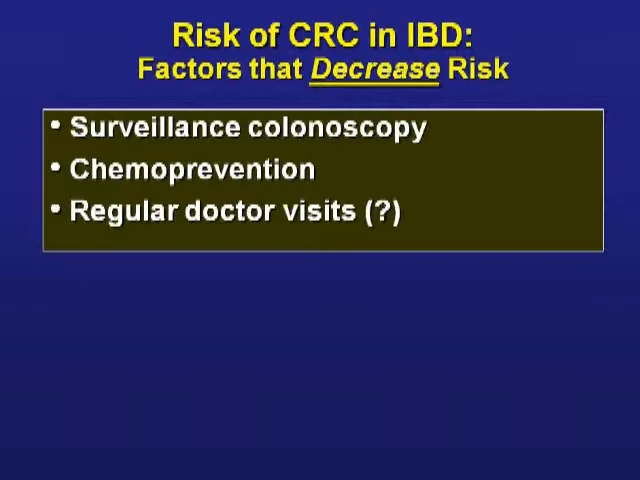 Risk of CRC in IBD:
Factors that Decrease Risk
• Surveillance colonoscopy
• Chemoprevention
• Regular doctor visits (?)